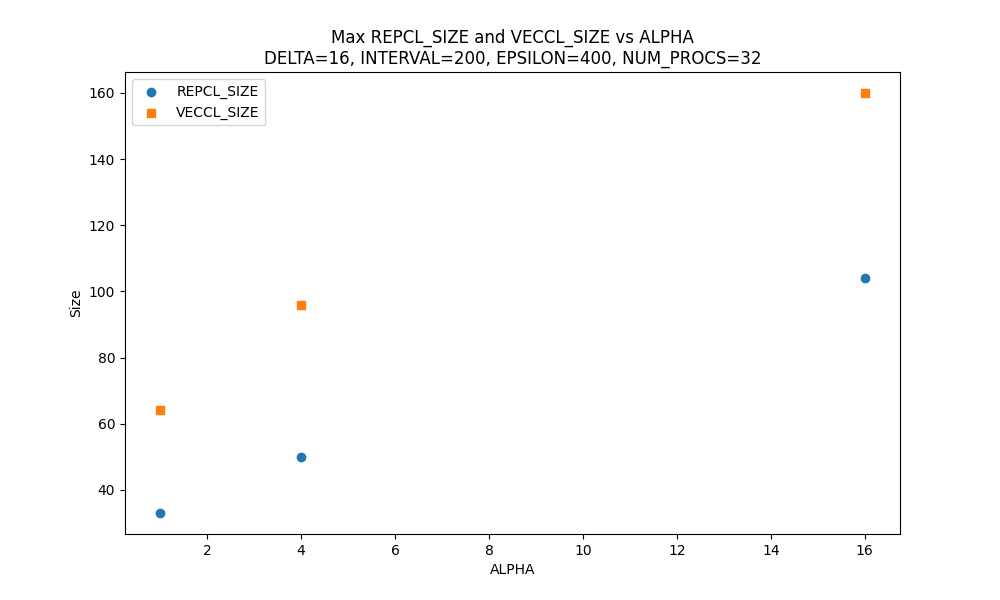 Max REPCL_SIZE and VECCL_SIZE vs ALPHA
DELTA=16, INTERVAL=200, EPSILON=400, NUM_PROCS=32
REPCL_SIZE
VECCL_SIZE
160
140
120
100
80
60
40
Size
2 4 6 8 10 12 14 16
ALPHA